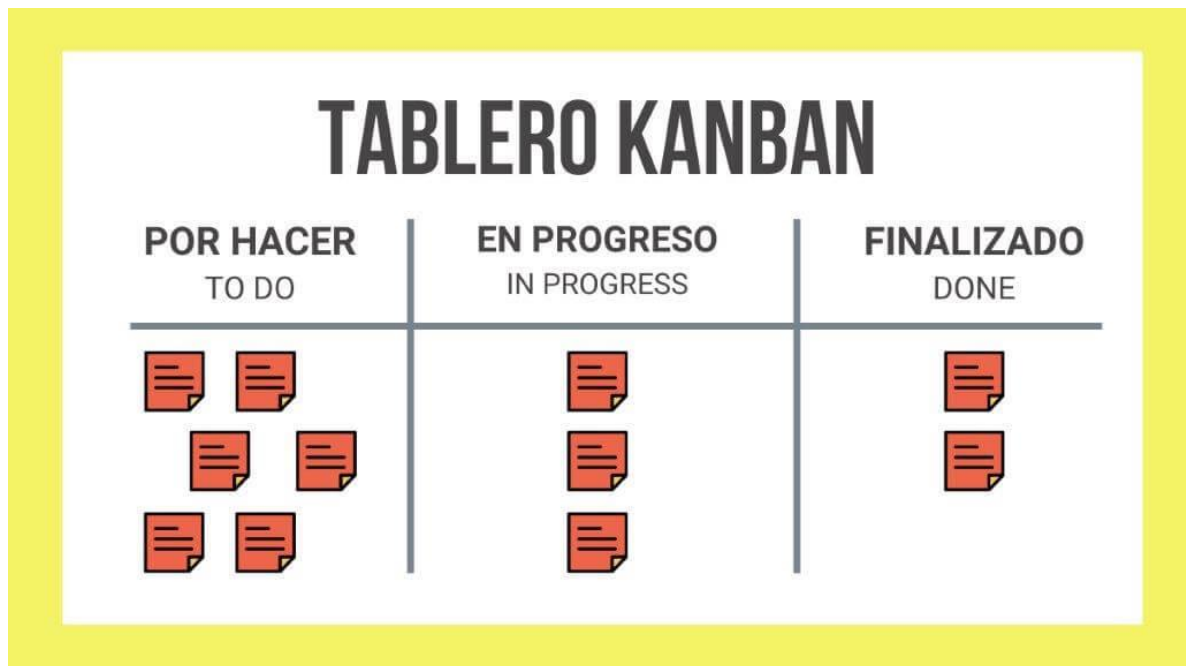 TABLERO KANBAN
POR HACER
TO DO
EN PROGRESO
IN PROGRESS
FINALIZADO
DONE